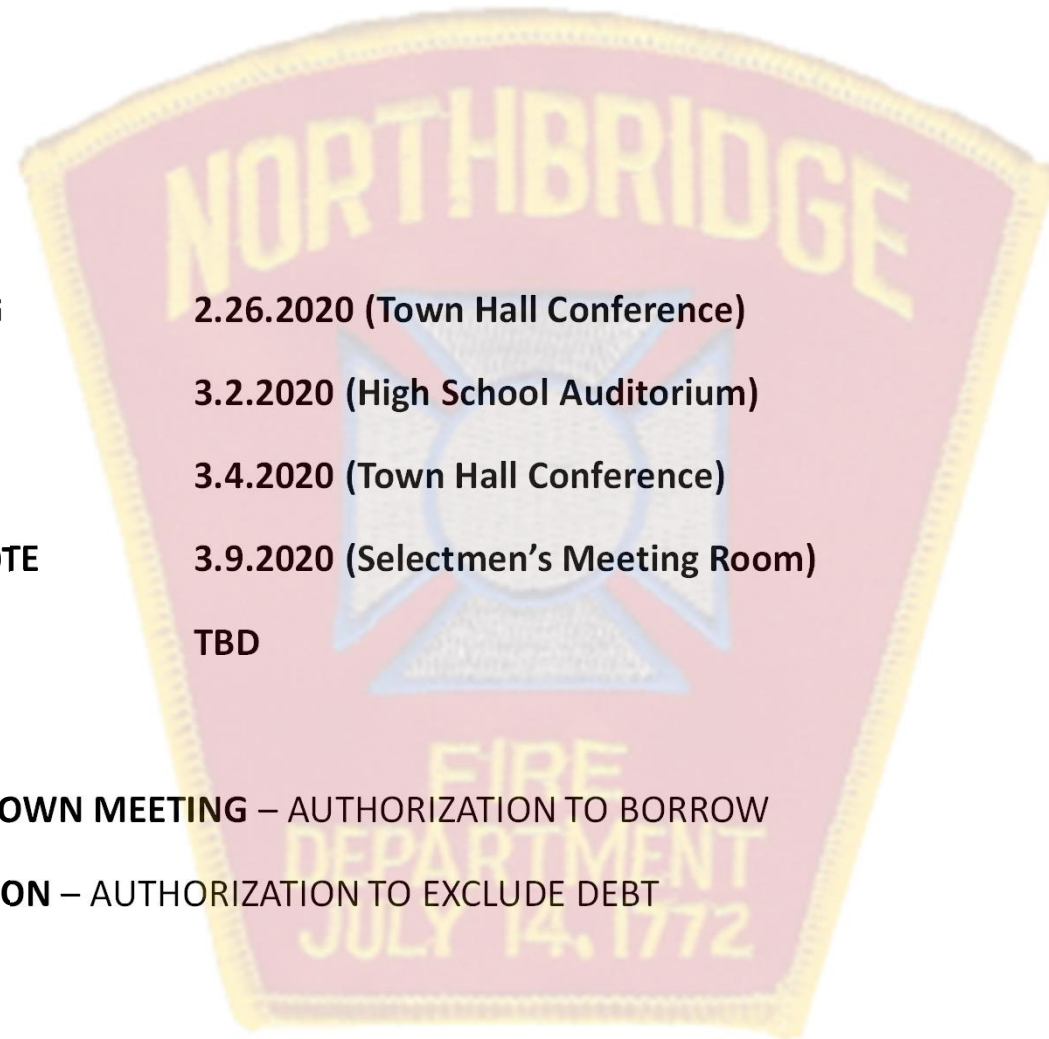 NORTHBRIDGE
2.26.2020 (Town Hall Conference)
3.2.2020 (High School Auditorium)
3.4.2020 (Town Hall Conference)
3.9.2020 (Selectmen's Meeting Room)
TBD
FIRE
OWN MEETING – AUTHORIZATION TO BORROW
DEPARTMENT
ON – AUTHORIZATION TO EXCLUDE DEBT
JULY 14, 1772